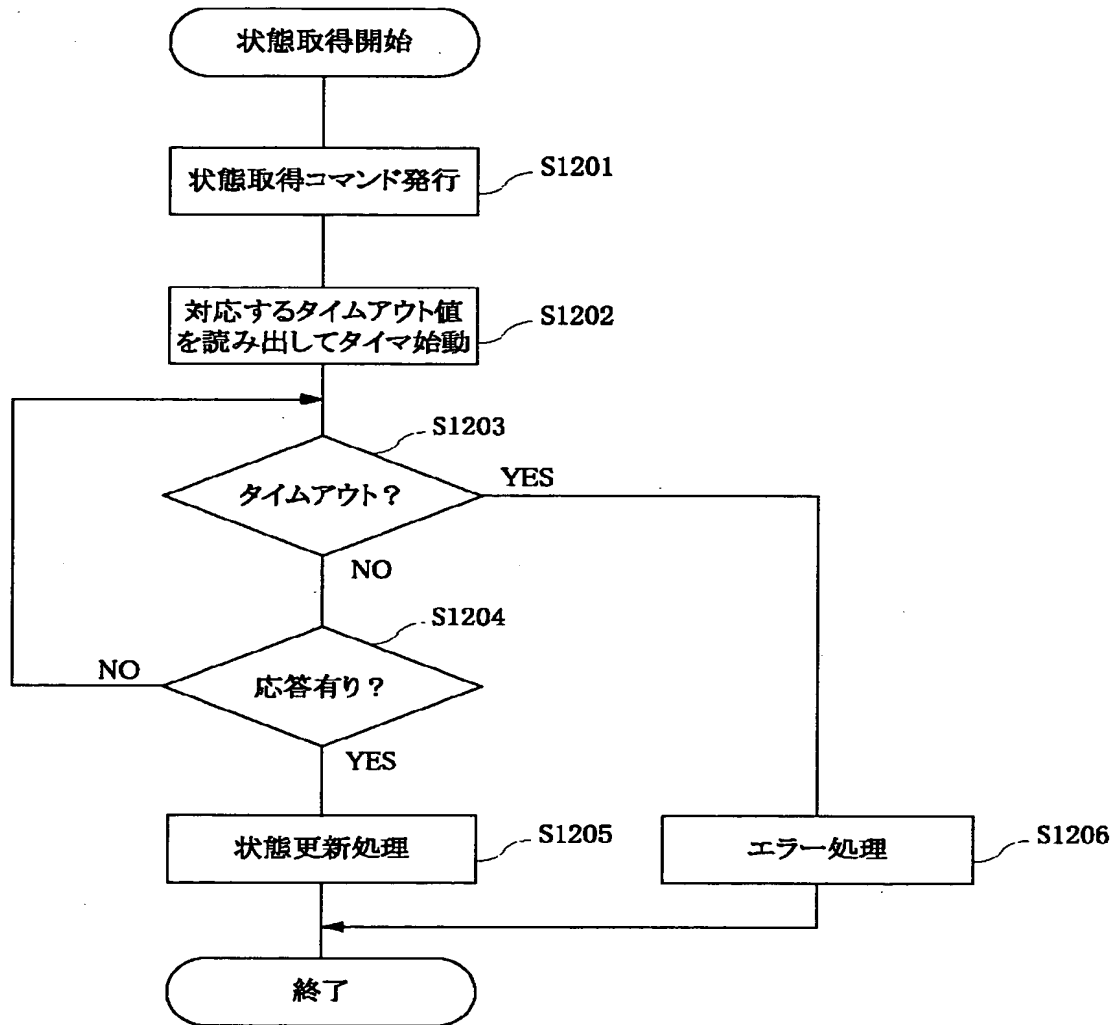 状態取得開始
状態取得コマンド発行
S1201
対応するタイムアウト値
を読み出してタイマ始動
S1202
S1203
タイムアウト?
YES
NO
S1204
応答有り?
NO
YES
状態更新処理
S1205
エラー処理
S1206
終了